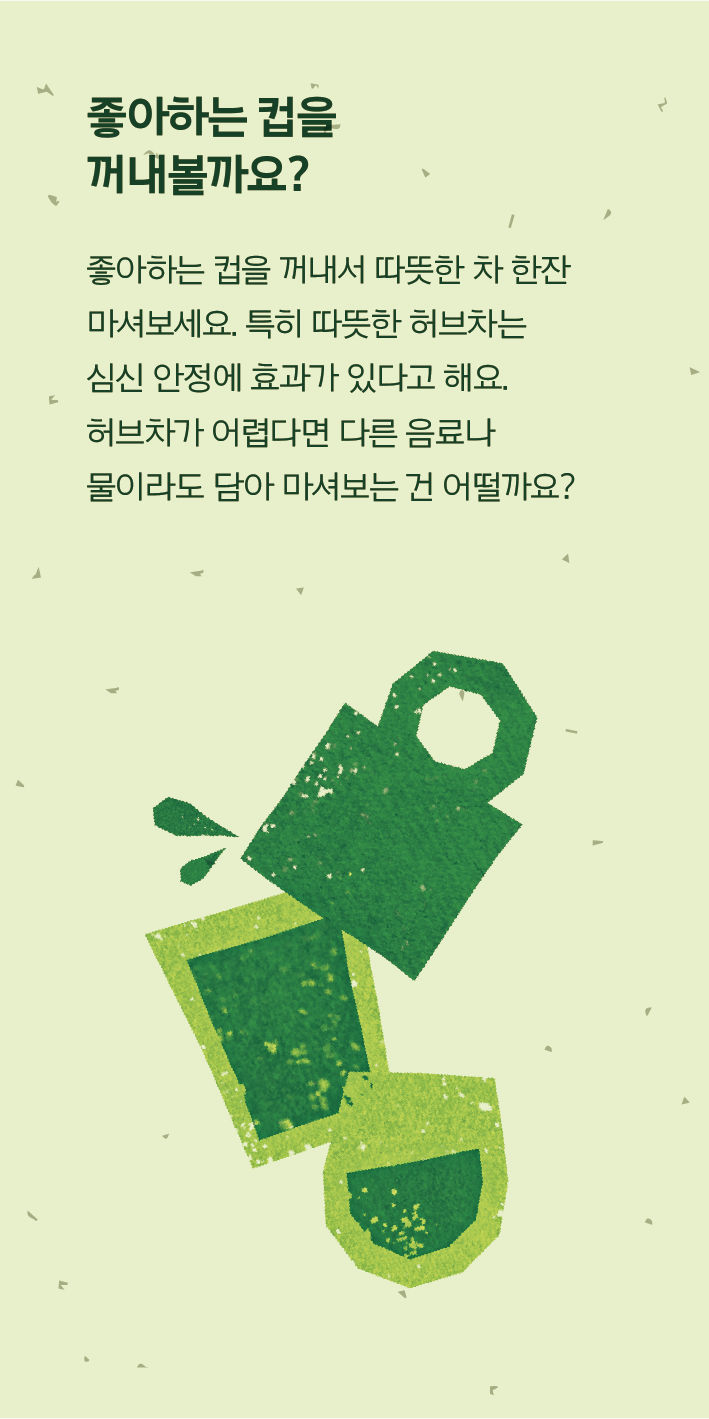 좋아하는 컵을
꺼내볼까요?
좋아하는 컵을 꺼내서 따뜻한 차 한잔
마셔보세요. 특히 따뜻한 허브차는
심신 안정에 효과가 있다고 해요.
허브차가 어렵다면 다른 음료나
물이라도 담아 마셔보는 건 어떨까요?